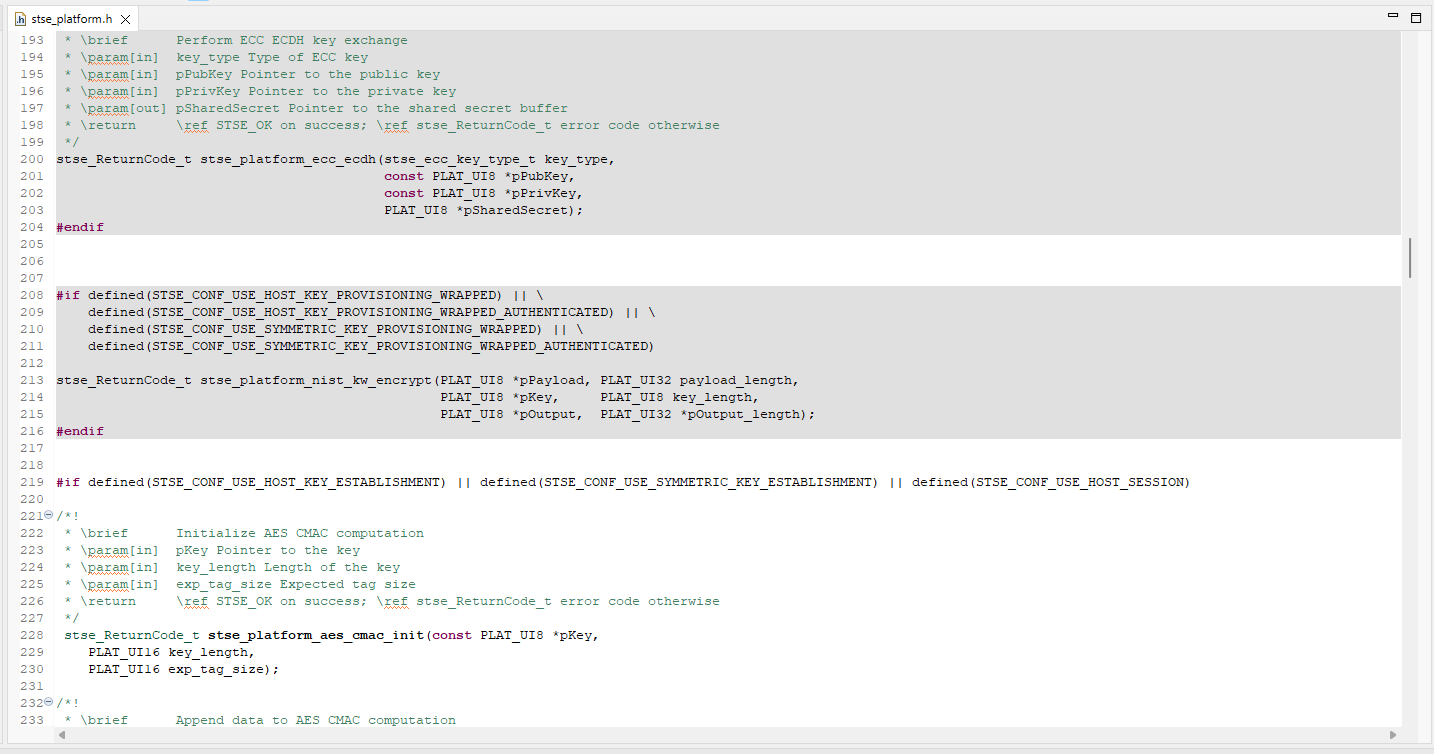 .h stse_platform.h
193 * \brief Perform ECC ECDH key exchange
194 * \param[in] key_type Type of ECC key
195 * \param[in] pPubKey Pointer to the public key
196 * \param[in] pPrivKey Pointer to the private key
197 * \param[out] pSharedSecret Pointer to the shared secret buffer
198 * \return \ref STSE_OK on success; \ref stse_ReturnCode_t error code otherwise
199 */
200 stse_ReturnCode_t stse_platform_ecc_ecdh(stse_ecc_key_type_t key_type,
201 const PLAT_UI8 *pPubKey,
202 const PLAT_UI8 *pPrivKey,
203 PLAT_UI8 *pSharedSecret);
204 #endif
205
206
207
208 #if defined(STSE_CONF_USE_HOST_KEY_PROVISIONING_WRAPPED) || \
209 defined(STSE_CONF_USE_HOST_KEY_PROVISIONING_WRAPPED_AUTHENTICATED) || \
210 defined(STSE_CONF_USE_SYMMETRIC_KEY_PROVISIONING_WRAPPED) || \
211 defined(STSE_CONF_USE_SYMMETRIC_KEY_PROVISIONING_WRAPPED_AUTHENTICATED)
212
213 stse_ReturnCode_t stse_platform_nist_kw_encrypt(PLAT_UI8 *pPayload, PLAT_UI32 payload_length,
214 PLAT_UI8 *pKey, PLAT_UI8 key_length,
215 PLAT_UI8 *pOutput, PLAT_UI32 *pOutput_length);
216 #endif
217
218
219 #if defined(STSE_CONF_USE_HOST_KEY_ESTABLISHMENT) || defined(STSE_CONF_USE_SYMMETRIC_KEY_ESTABLISHMENT) || defined(STSE_CONF_USE_HOST_SESSION)
220
221 /*!
222 * \brief Initialize AES CMAC computation
223 * \param[in] pKey Pointer to the key
224 * \param[in] key_length Length of the key
225 * \param[in] exp_tag_size Expected tag size
226 * \return \ref STSE_OK on success; \ref stse_ReturnCode_t error code otherwise
227 */
228 stse_ReturnCode_t stse_platform_aes_cmac_init(const PLAT_UI8 *pKey,
229 PLAT_UI16 key_length,
230 PLAT_UI16 exp_tag_size);
231
232 /*!
233 * \brief Append data to AES CMAC computation